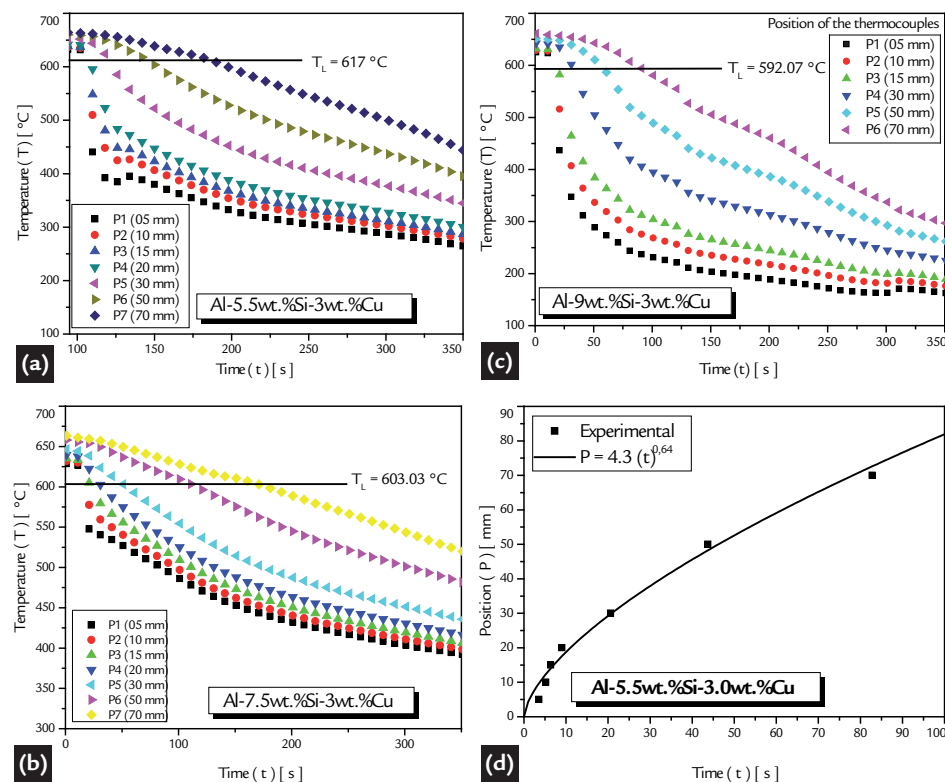 700
600
500
400
300
200
100
Temperature (T) [ °C]
T_L = 617 °C
P1 (05 mm)
P2 (10 mm)
P3 (15 mm)
P4 (20 mm)
P5 (30 mm)
P6 (50 mm)
P7 (70 mm)
Al-5.5wt.%Si-3wt.%Cu
100 150 200 250 300 350
Time (t) [ s]
(a)
700
600
500
400
300
200
100
Temperature (T) [ °C]
Position of the thermocouples
P1 (05 mm)
P2 (10 mm)
P3 (15 mm)
P4 (30 mm)
P5 (50 mm)
P6 (70 mm)
T_L = 592.07 °C
Al-9wt.%Si-3wt.%Cu
0 50 100 150 200 250 300 350
Time (t) [ s]
(c)
700
650
600
550
500
450
400
350
300
Temperature (T) [ °C]
T_L = 603.03 °C
P1 (05 mm)
P2 (10 mm)
P3 (15 mm)
P4 (20 mm)
P5 (30 mm)
P6 (50 mm)
P7 (70 mm)
Al-7.5wt.%Si-3wt.%Cu
0 100 200 300
Time (t) [ s]
(b)
90
80
70
60
50
40
30
20
10
0
Position (P) [ mm]
Experimental
P = 4.3 (t)^0,64
Al-5.5wt.%Si-3.0wt.%Cu
0 10 20 30 40 50 60 70 80 90 100
Time (t) [ s]
(d)